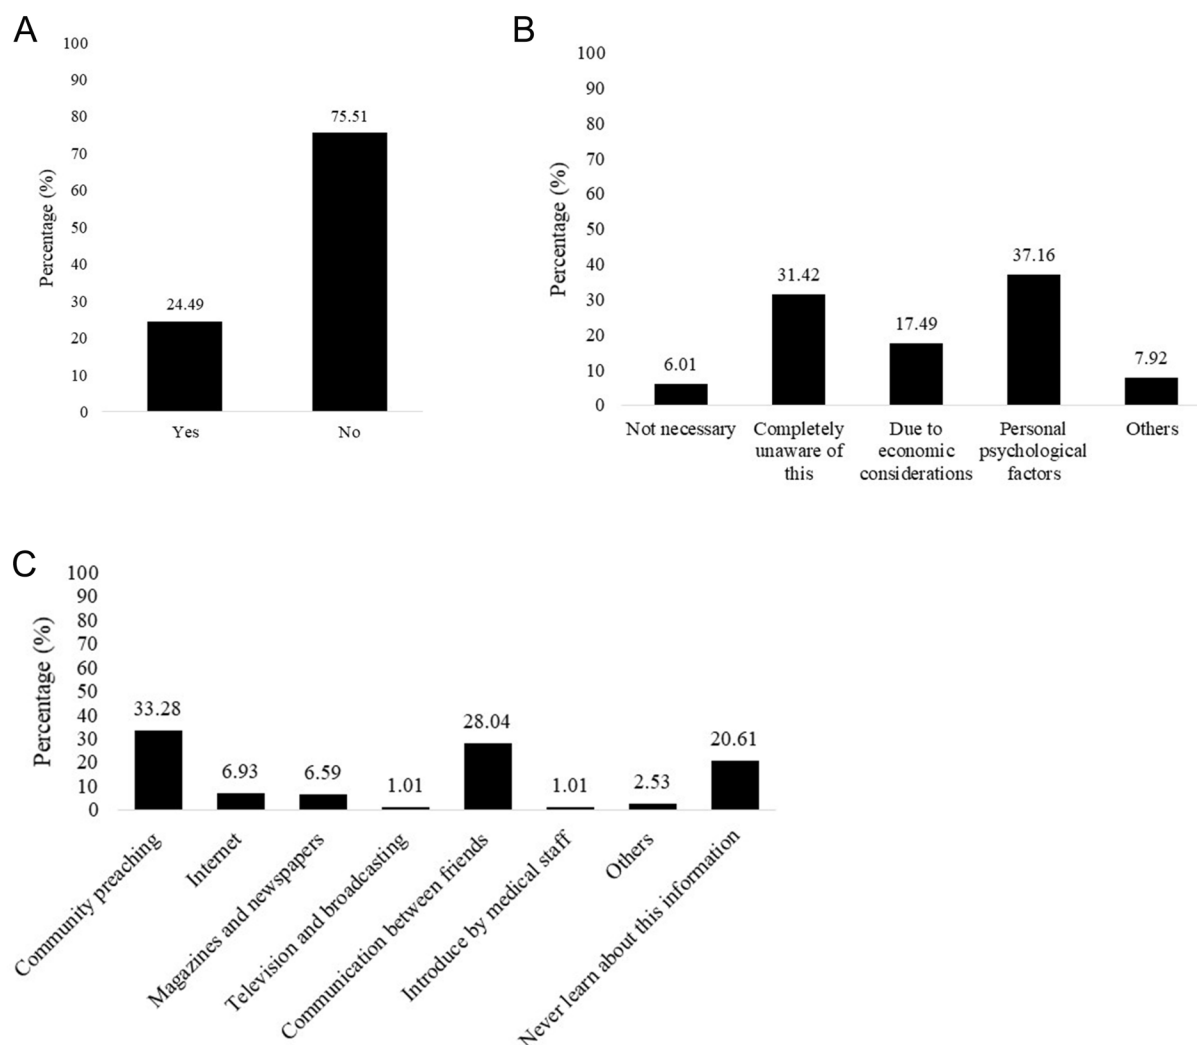 A
Percentage (%)
100
90
80
70
60
50
40
30
20
10
0
24.49
75.51
Yes
No
B
Percentage (%)
100
90
80
70
60
50
40
30
20
10
0
6.01
31.42
17.49
37.16
7.92
Not necessary
Completely
unaware of
this
Due to
economic
considerations
Personal
psychological
factors
Others
C
Percentage (%)
100
90
80
70
60
50
40
30
20
10
0
33.28
6.93
6.59
1.01
28.04
1.01
2.53
20.61
Community preaching
Internet
Magazines and newspapers
Television and broadcasting
Communication between friends
Introduce by medical staff
Others
Never learn about this information